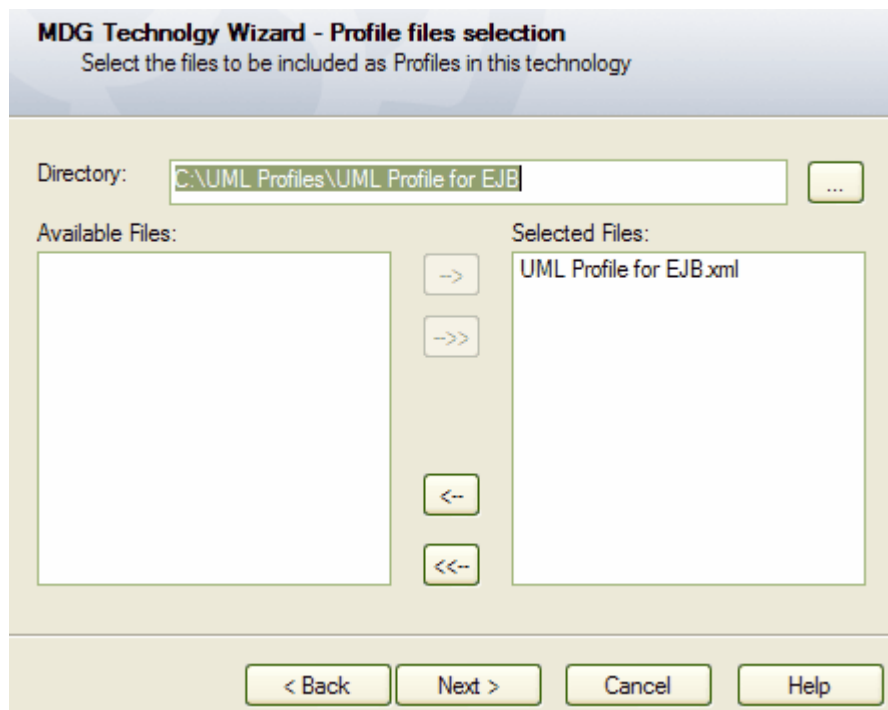 MDG Technolgy Wizard - Profile files selection
Select the files to be included as Profiles in this technology
Directory: C:\UML Profiles\UML Profile for EJB ...
Available Files: Selected Files:
UML Profile for EJB.xml
-->
-->>
<--
<<--
< Back Next > Cancel Help